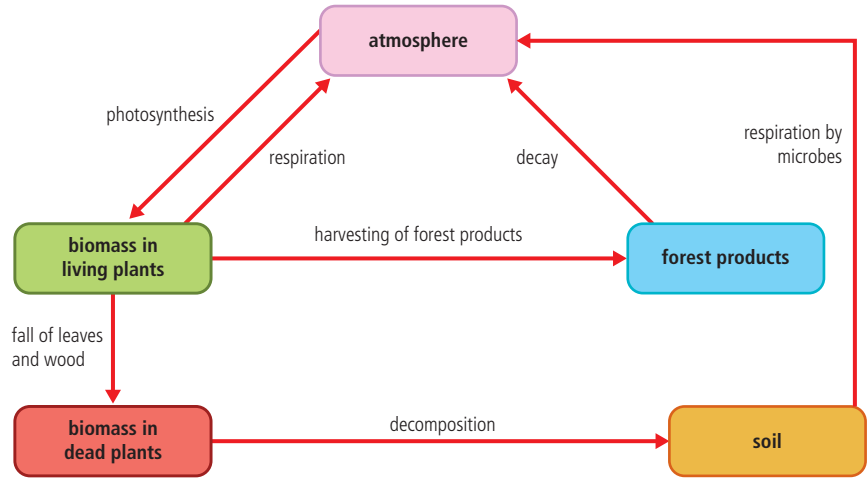 atmosphere
photosynthesis
respiration
decay
respiration by
microbes
biomass in
living plants
harvesting of forest products
forest products
fall of leaves
and wood
biomass in
dead plants
decomposition
soil